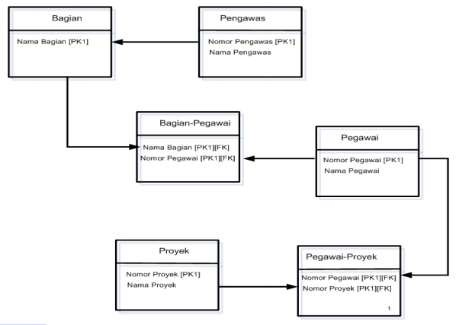 Bagian
Nama Bagian [PK1]
Pengawas
Nomor Pengawas [PK1]
Nama Pengawas
Bagian-Pegawai
Nama Bagian [PK1][FK]
Nomor Pegawai [PK1][FK]
Pegawai
Nomor Pegawai [PK1]
Nama Pegawai
Proyek
Nomor Proyek [PK1]
Nama Proyek
Pegawai-Proyek
Nomor Pegawai [PK1][FK]
Nomor Proyek [PK1][FK]
1